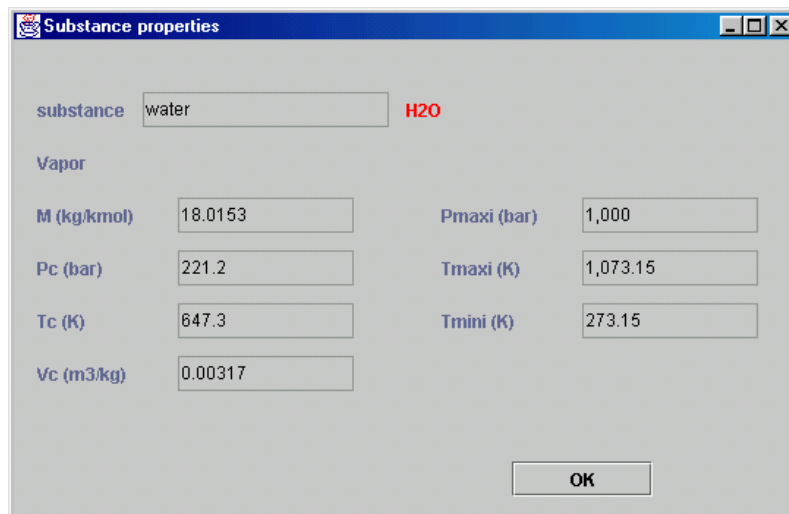 Substance properties
substance water H2O
Vapor
M (kg/kmol) 18.0153 Pmaxi (bar) 1,000
Pc (bar) 221.2 Tmaxi (K) 1,073.15
Tc (K) 647.3 Tmini (K) 273.15
Vc (m3/kg) 0.00317
OK